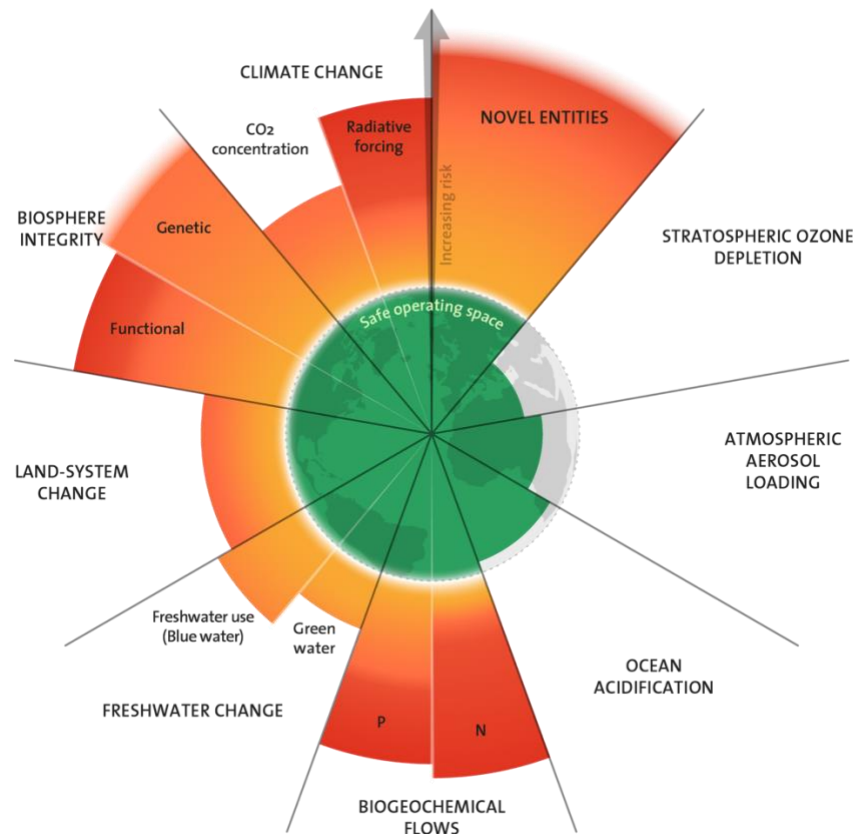 CLIMATE CHANGE
CO2
concentration
Radiative
forcing
Increasing risk
NOVEL ENTITIES
STRATOSPHERIC OZONE
DEPLETION
ATMOSPHERIC
AEROSOL
LOADING
OCEAN
ACIDIFICATION
BIOGEOCHEMICAL
FLOWS
P
N
FRESHWATER CHANGE
Green
water
Freshwater use
(Blue water)
LAND-SYSTEM
CHANGE
BIOSPHERE
INTEGRITY
Functional
Genetic
Safe operating space